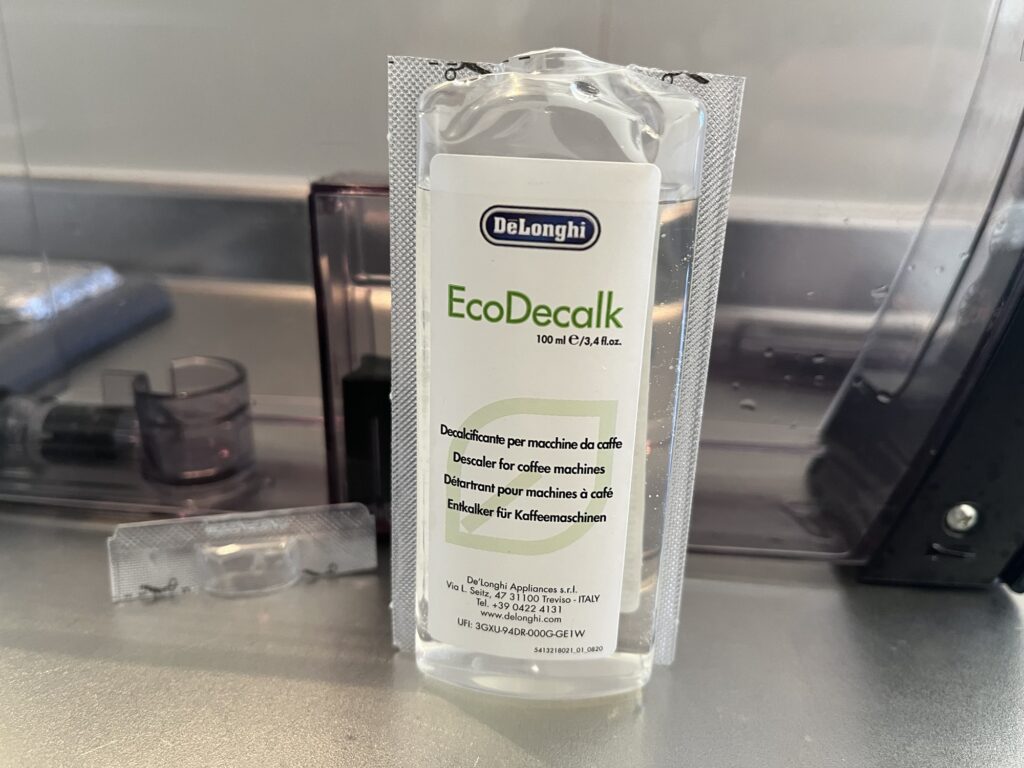 DēLonghi
EcoDecalk
100 ml ℮/3,4 fl.oz.
Decalcificante per macchine da caffe
Descaler for coffee machines
Détartrant pour machines à café
Entkalker für Kaffeemaschinen
De'Longhi Appliances s.r.l.
Via L. Seitz, 47 31100 Treviso - ITALY
Tel. +39 0422 4131
www.delonghi.com
UFI: 3GXU-94DR-000G-GE1W
5413218021_01_0820